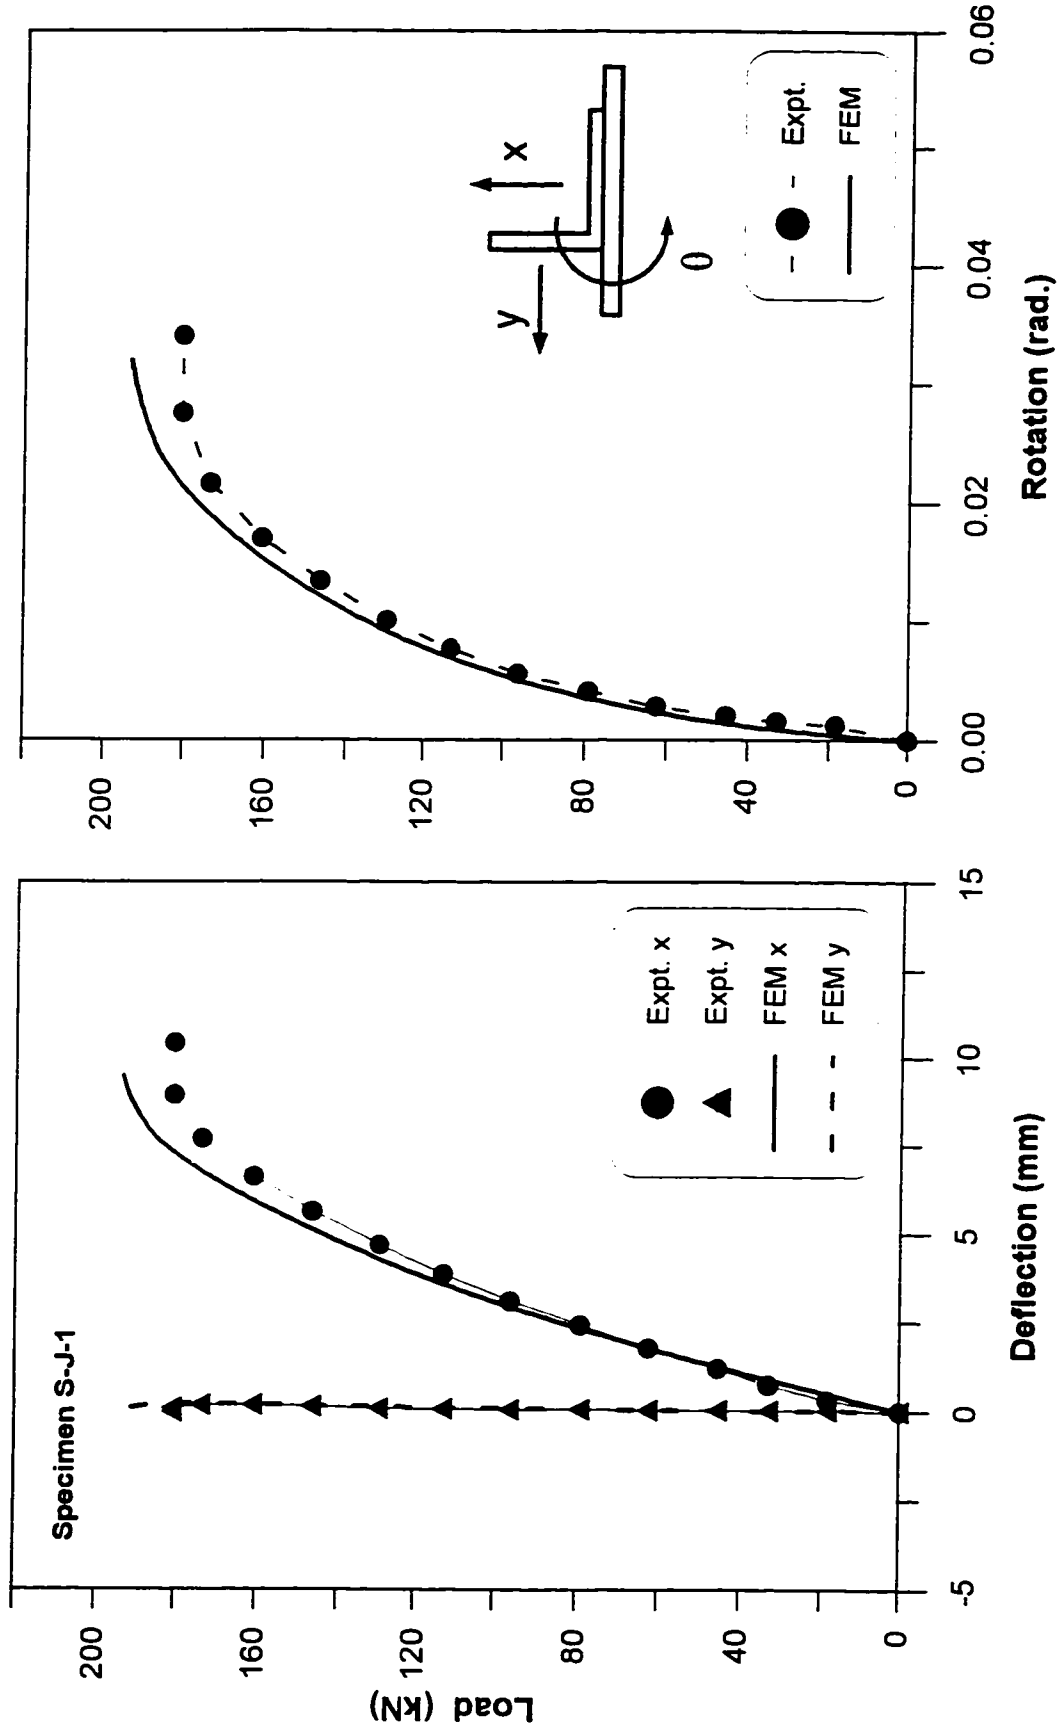 Specimen S-J-1
Load (kN)
200
160
120
80
40
0
-5
0
5
10
15
Deflection (mm)
Expt. x
Expt. y
FEM x
FEM y
200
160
120
80
40
0
0.00
0.02
0.04
0.06
Rotation (rad.)
x
y
θ
Expt.
FEM